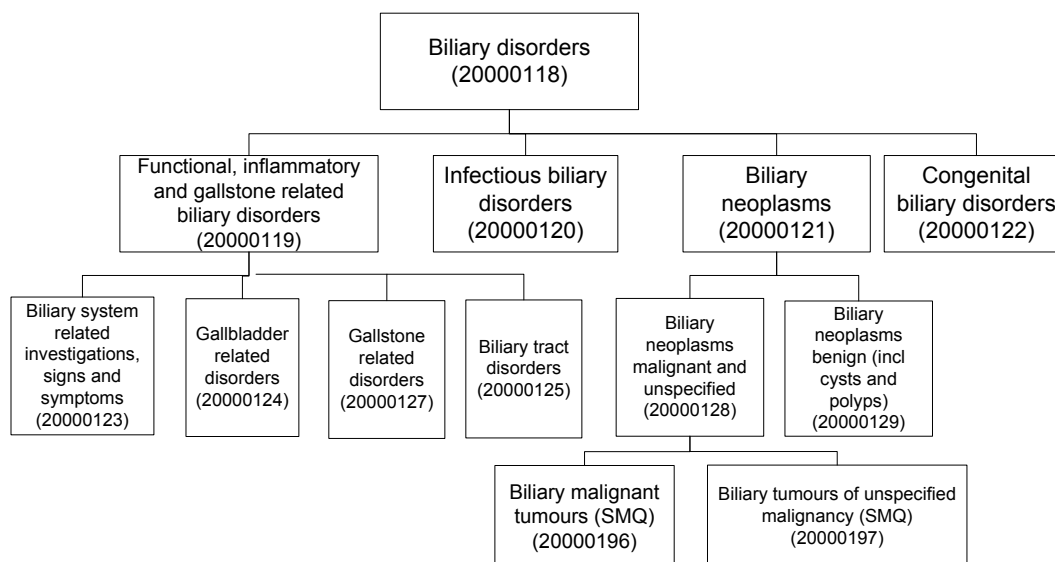 Biliary disorders
(20000118)
Functional, inflammatory
and gallstone related
biliary disorders
(20000119)
Infectious biliary
disorders
(20000120)
Biliary
neoplasms
(20000121)
Congenital
biliary disorders
(20000122)
Biliary system
related
investigations,
signs and
symptoms
(20000123)
Gallbladder
related
disorders
(20000124)
Gallstone
related
disorders
(20000127)
Biliary tract
disorders
(20000125)
Biliary
neoplasms
malignant and
unspecified
(20000128)
Biliary
neoplasms
benign (incl
cysts and
polyps)
(20000129)
Biliary malignant
tumours (SMQ)
(20000196)
Biliary tumours of unspecified
malignancy (SMQ)
(20000197)